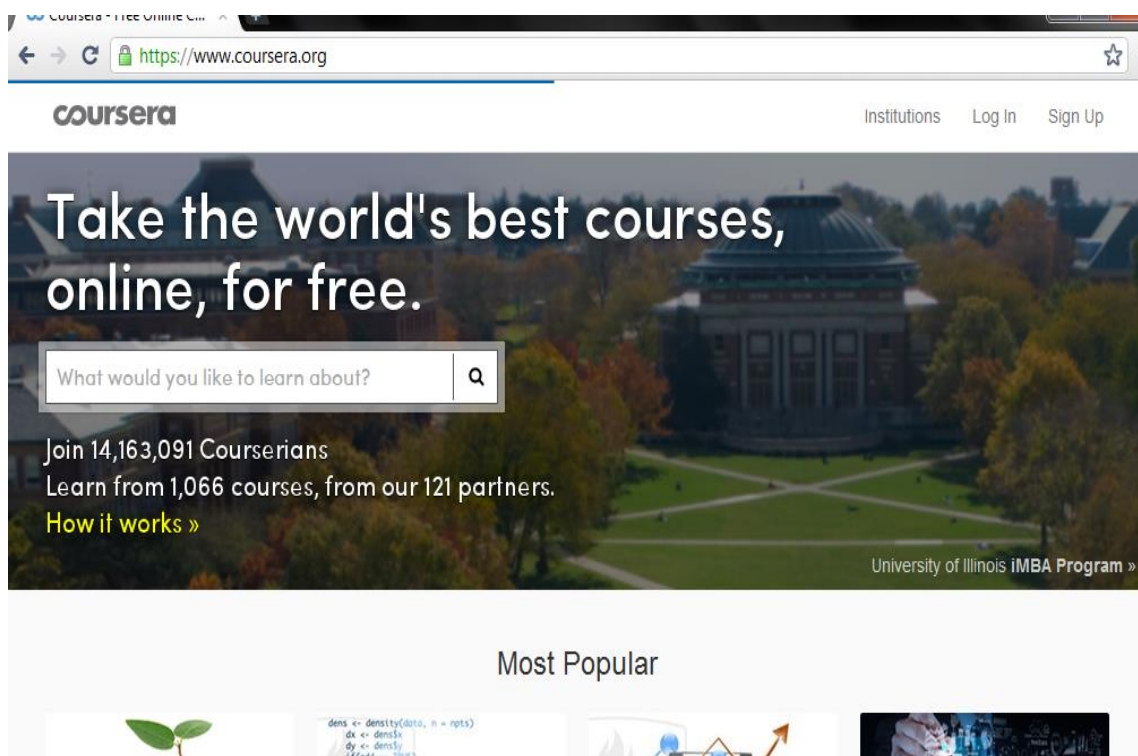 Coursera - Free Online C...
https://www.coursera.org
coursera
Institutions Log In Sign Up
Take the world's best courses,
online, for free.
What would you like to learn about?
Join 14,163,091 Courserians
Learn from 1,066 courses, from our 121 partners.
How it works »
University of Illinois iMBA Program »
Most Popular
dens <- density(data, n = npts)
dx <- dens$x
dy <- dens$y